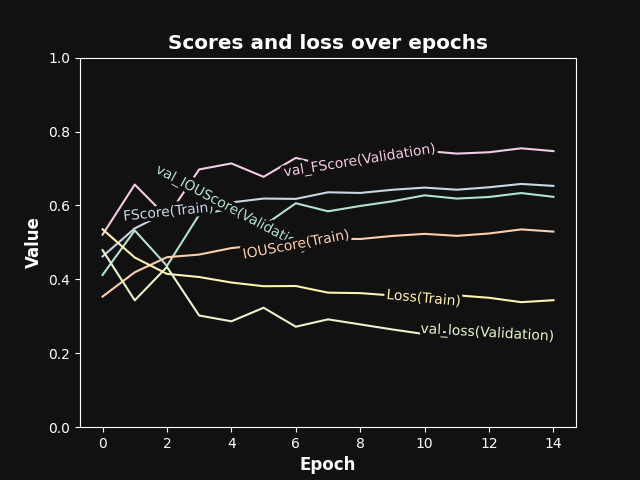 Scores and loss over epochs
1.0
0.8
0.6
0.4
0.2
0.0
Value
val_FScore(Validation)
val_IOUScore(Validation)
FScore(Train)
IOUScore(Train)
Loss(Train)
val_loss(Validation)
0 2 4 6 8 10 12 14
Epoch